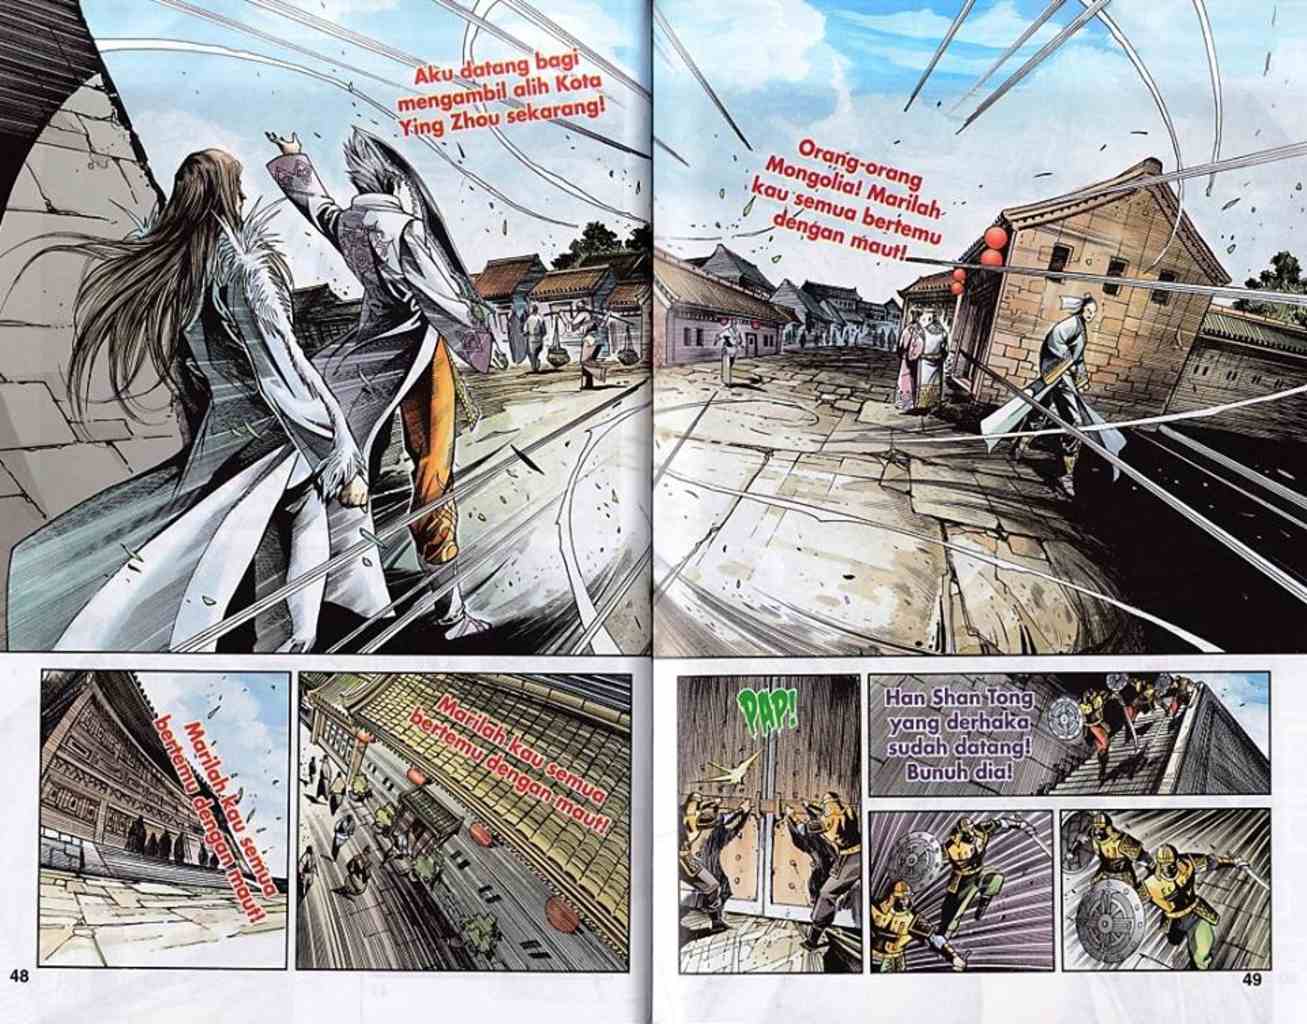 Aku datang bagi
mengambil alih Kota
Ying Zhou sekarang!
Orang-orang
Mongolia! Marilah
kau semua bertemu
dengan maut!
Marilah kau semua
bertemu dengan maut!
Marilah kau semua
bertemu dengan maut!
PAP!
Han Shan Tong
yang derhaka
sudah datang!
Bunuh dia!
48
49